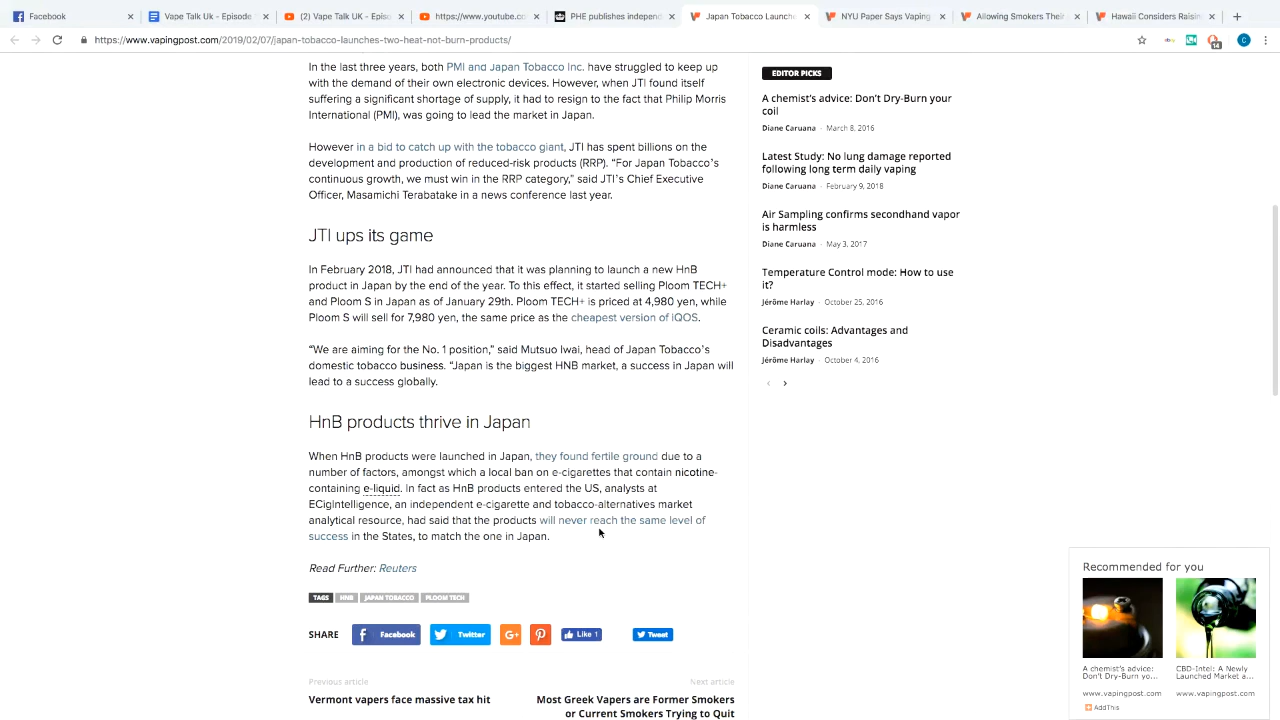 Facebook
Vape Talk Uk - Episode
(2) Vape Talk UK - Episo
https://www.youtube.co
PHE publishes independ
Japan Tobacco Launche
NYU Paper Says Vaping
Allowing Smokers Their
Hawaii Considers Raisin
https://www.vapingpost.com/2019/02/07/japan-tobacco-launches-two-heat-not-burn-products/
14
C
In the last three years, both PMI and Japan Tobacco Inc. have struggled to keep up
with the demand of their own electronic devices. However, when JTI found itself
suffering a significant shortage of supply, it had to resign to the fact that Philip Morris
International (PMI), was going to lead the market in Japan.
However in a bid to catch up with the tobacco giant, JTI has spent billions on the
development and production of reduced-risk products (RRP). “For Japan Tobacco’s
continuous growth, we must win in the RRP category,” said JTI’s Chief Executive
Officer, Masamichi Terabatake in a news conference last year.
JTI ups its game
In February 2018, JTI had announced that it was planning to launch a new HnB
product in Japan by the end of the year. To this effect, it started selling Ploom TECH+
and Ploom S in Japan as of January 29th. Ploom TECH+ is priced at 4,980 yen, while
Ploom S will sell for 7,980 yen, the same price as the cheapest version of iQOS.
“We are aiming for the No. 1 position,” said Mutsuo Iwai, head of Japan Tobacco’s
domestic tobacco business. “Japan is the biggest HNB market, a success in Japan will
lead to a success globally.
HnB products thrive in Japan
When HnB products were launched in Japan, they found fertile ground due to a
number of factors, amongst which a local ban on e-cigarettes that contain nicotine-
containing e-liquid. In fact as HnB products entered the US, analysts at
ECigIntelligence, an independent e-cigarette and tobacco-alternatives market
analytical resource, had said that the products will never reach the same level of
success in the States, to match the one in Japan.
Read Further: Reuters
TAGS HNB JAPAN TOBACCO PLOOM TECH
SHARE Facebook Twitter G+ Like 1 Tweet
Previous article Next article
Vermont vapers face massive tax hit
Most Greek Vapers are Former Smokers
or Current Smokers Trying to Quit
EDITOR PICKS
A chemist’s advice: Don’t Dry-Burn your
coil
Diane Caruana - March 8, 2016
Latest Study: No lung damage reported
following long term daily vaping
Diane Caruana - February 9, 2018
Air Sampling confirms secondhand vapor
is harmless
Diane Caruana - May 3, 2017
Temperature Control mode: How to use
it?
Jérôme Harlay - October 25, 2016
Ceramic coils: Advantages and
Disadvantages
Jérôme Harlay - October 4, 2016
Recommended for you
A chemist's advice:
Don't Dry-Burn yo...
www.vapingpost.com
CBD-Intel: A Newly
Launched Market a...
www.vapingpost.com
AddThis